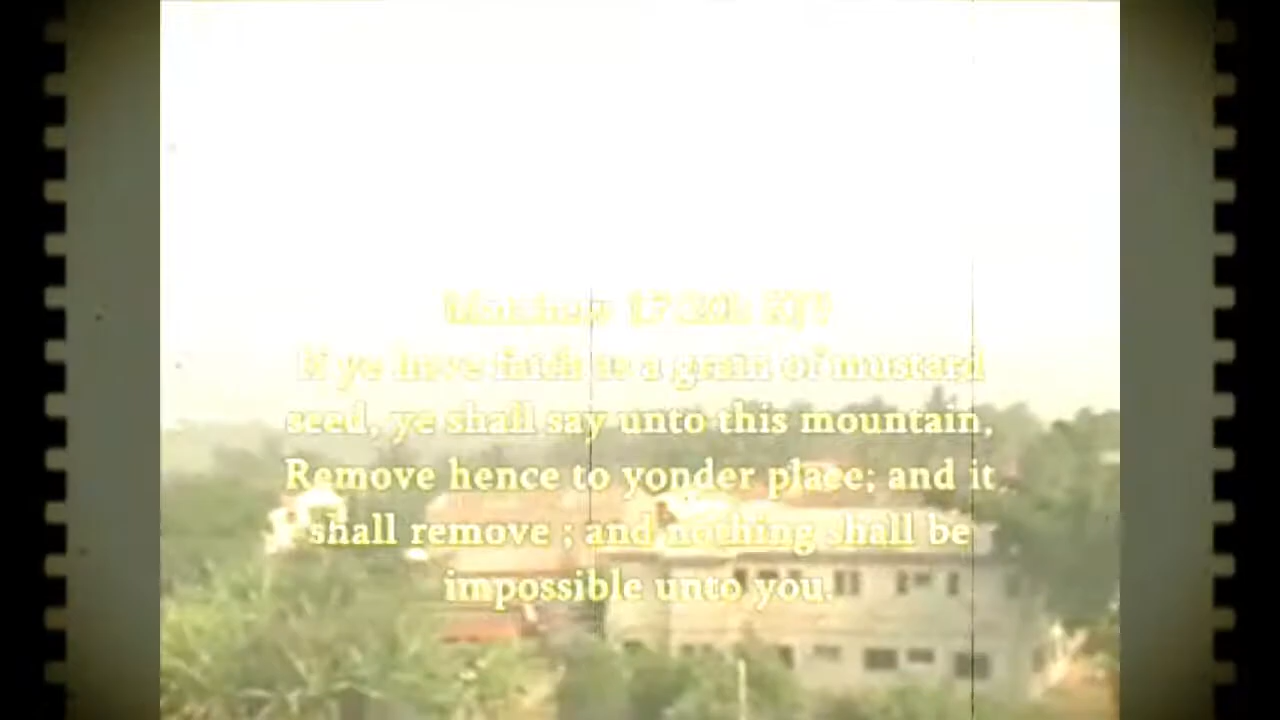 Matthew 17:20b KJV
If ye have faith as a grain of mustard
seed, ye shall say unto this mountain,
Remove hence to yonder place; and it
shall remove ; and nothing shall be
impossible unto you.